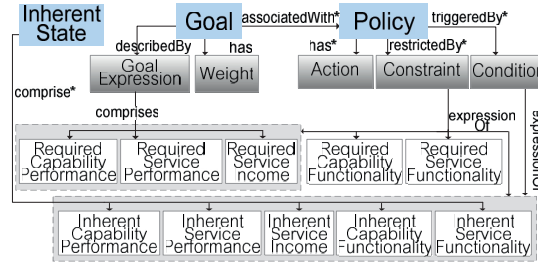 Inherent
State
Goal
associatedWith*
Policy
triggeredBy*
describedBy
has
has*
restrictedBy*
Goal
Expression
Weight
Action
Constraint
Condition
comprise*
comprises
expression
Of
expressionOf
Required
Capability
Performance
Required
Service
Performance
Required
Service
Income
Required
Capability
Functionality
Required
Service
Functionality
Inherent
Capability
Performance
Inherent
Service
Performance
Inherent
Service
Income
Inherent
Capability
Functionality
Inherent
Service
Functionality